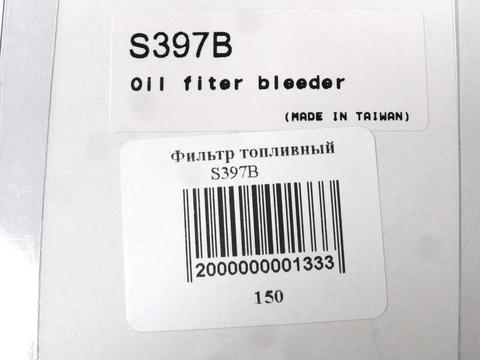 S397B
Oil fiter bleeder
(MADE IN TAIWAN)
Фильтр топливный
S397B
2000000001333
150